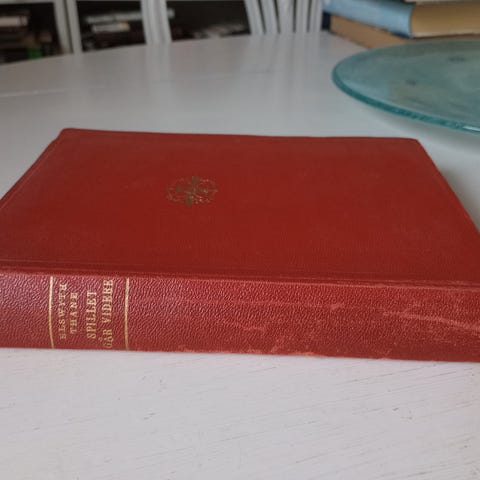 ELSWYTH
THANE
SPILLET
GÅR VIDERE